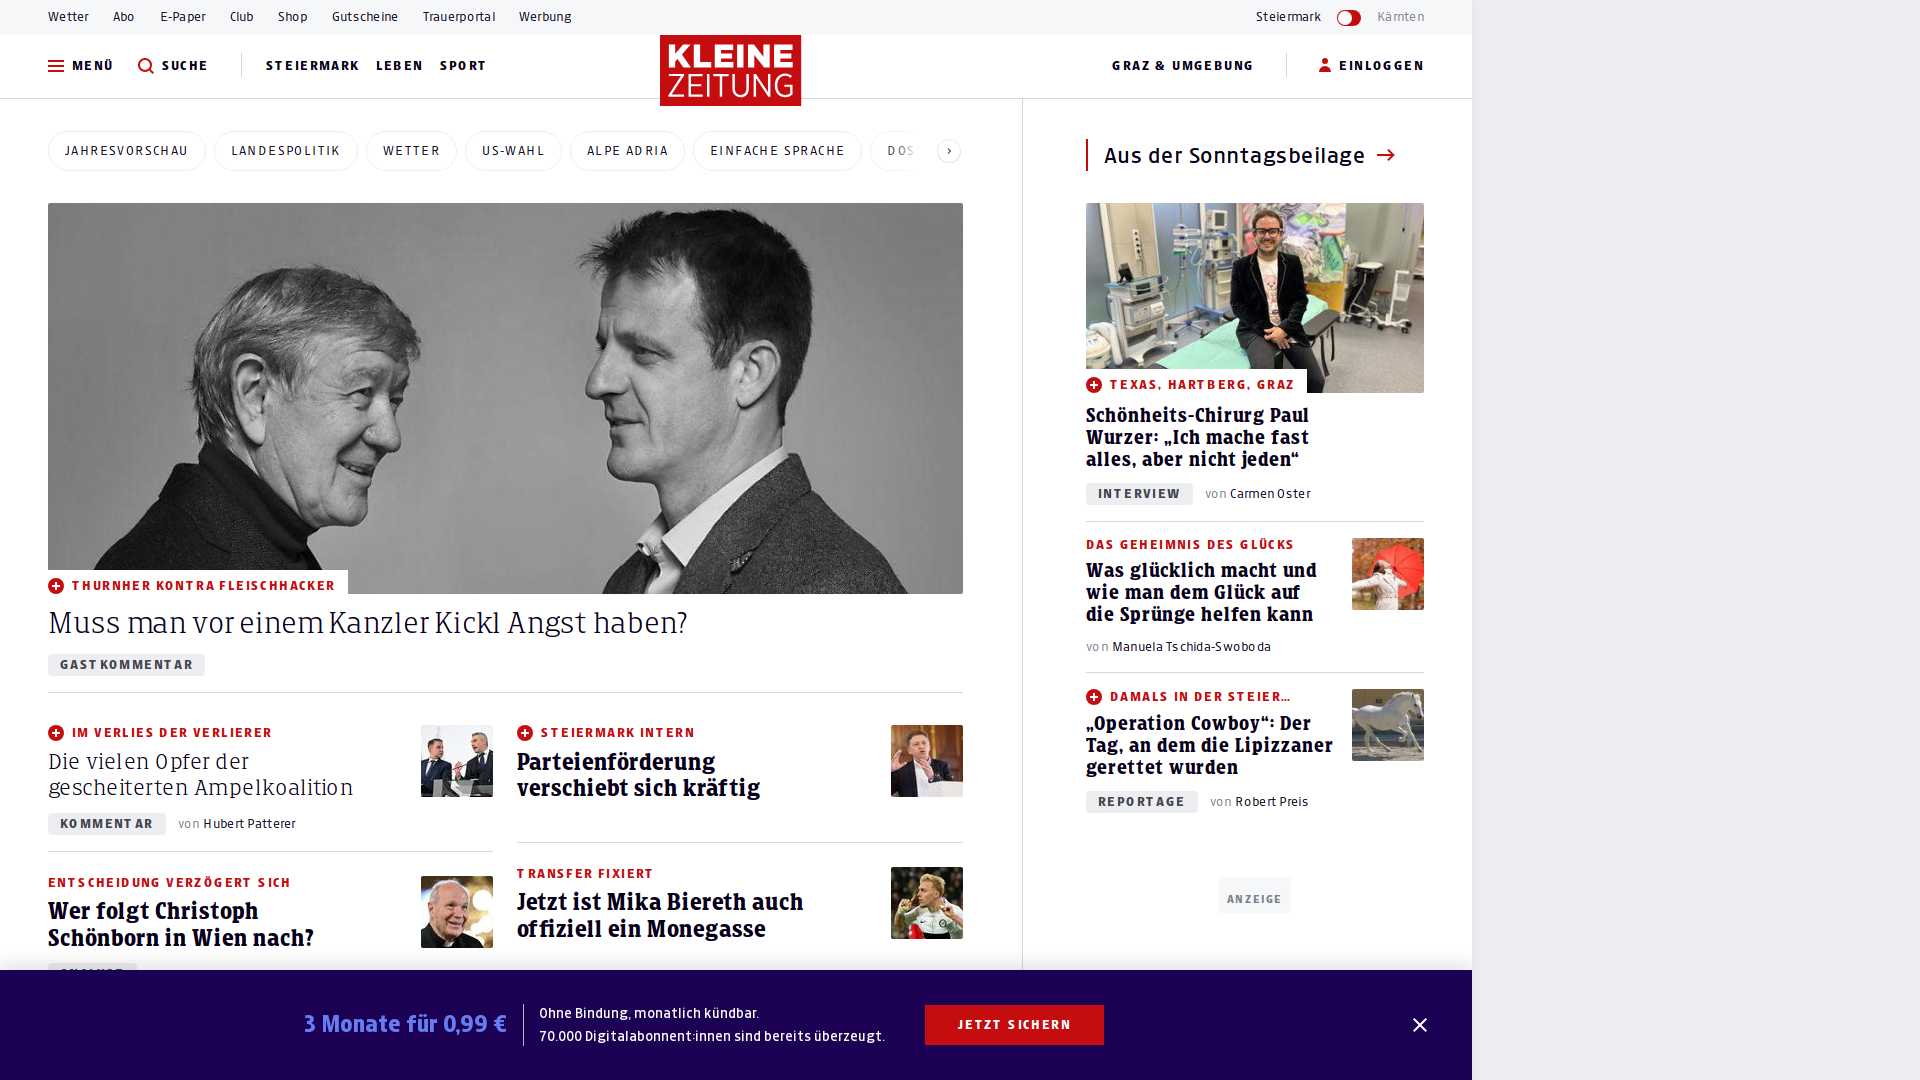 Wetter Abo E-Paper Club Shop Gutscheine Trauerportal Werbung Steiermark Kärnten
MENÜ SUCHE STEIERMARK LEBEN SPORT KLEINE ZEITUNG GRAZ & UMGEBUNG EINLOGGEN
JAHRESVORSCHAU LANDESPOLITIK WETTER US-WAHL ALPE ADRIA EINFACHE SPRACHE DOS
THURNHER KONTRA FLEISCHHACKER
Muss man vor einem Kanzler Kickl Angst haben?
GASTKOMMENTAR
IM VERLIES DER VERLIERER
Die vielen Opfer der
gescheiterten Ampelkoalition
KOMMENTAR von Hubert Patterer
ENTSCHEIDUNG VERZÖGERT SICH
Wer folgt Christoph
Schönborn in Wien nach?
STEIERMARK INTERN
Parteienförderung
verschiebt sich kräftig
TRANSFER FIXIERT
Jetzt ist Mika Biereth auch
offiziell ein Monegasse
Aus der Sonntagsbeilage
TEXAS, HARTBERG, GRAZ
Schönheits-Chirurg Paul
Wurzer: „Ich mache fast
alles, aber nicht jeden“
INTERVIEW von Carmen Oster
DAS GEHEIMNIS DES GLÜCKS
Was glücklich macht und
wie man dem Glück auf
die Sprünge helfen kann
von Manuela Tschida-Swoboda
DAMALS IN DER STEIER…
„Operation Cowboy“: Der
Tag, an dem die Lipizzaner
gerettet wurden
REPORTAGE von Robert Preis
ANZEIGE
3 Monate für 0,99 €
Ohne Bindung, monatlich kündbar.
70.000 Digitalabonnent:innen sind bereits überzeugt.
JETZT SICHERN